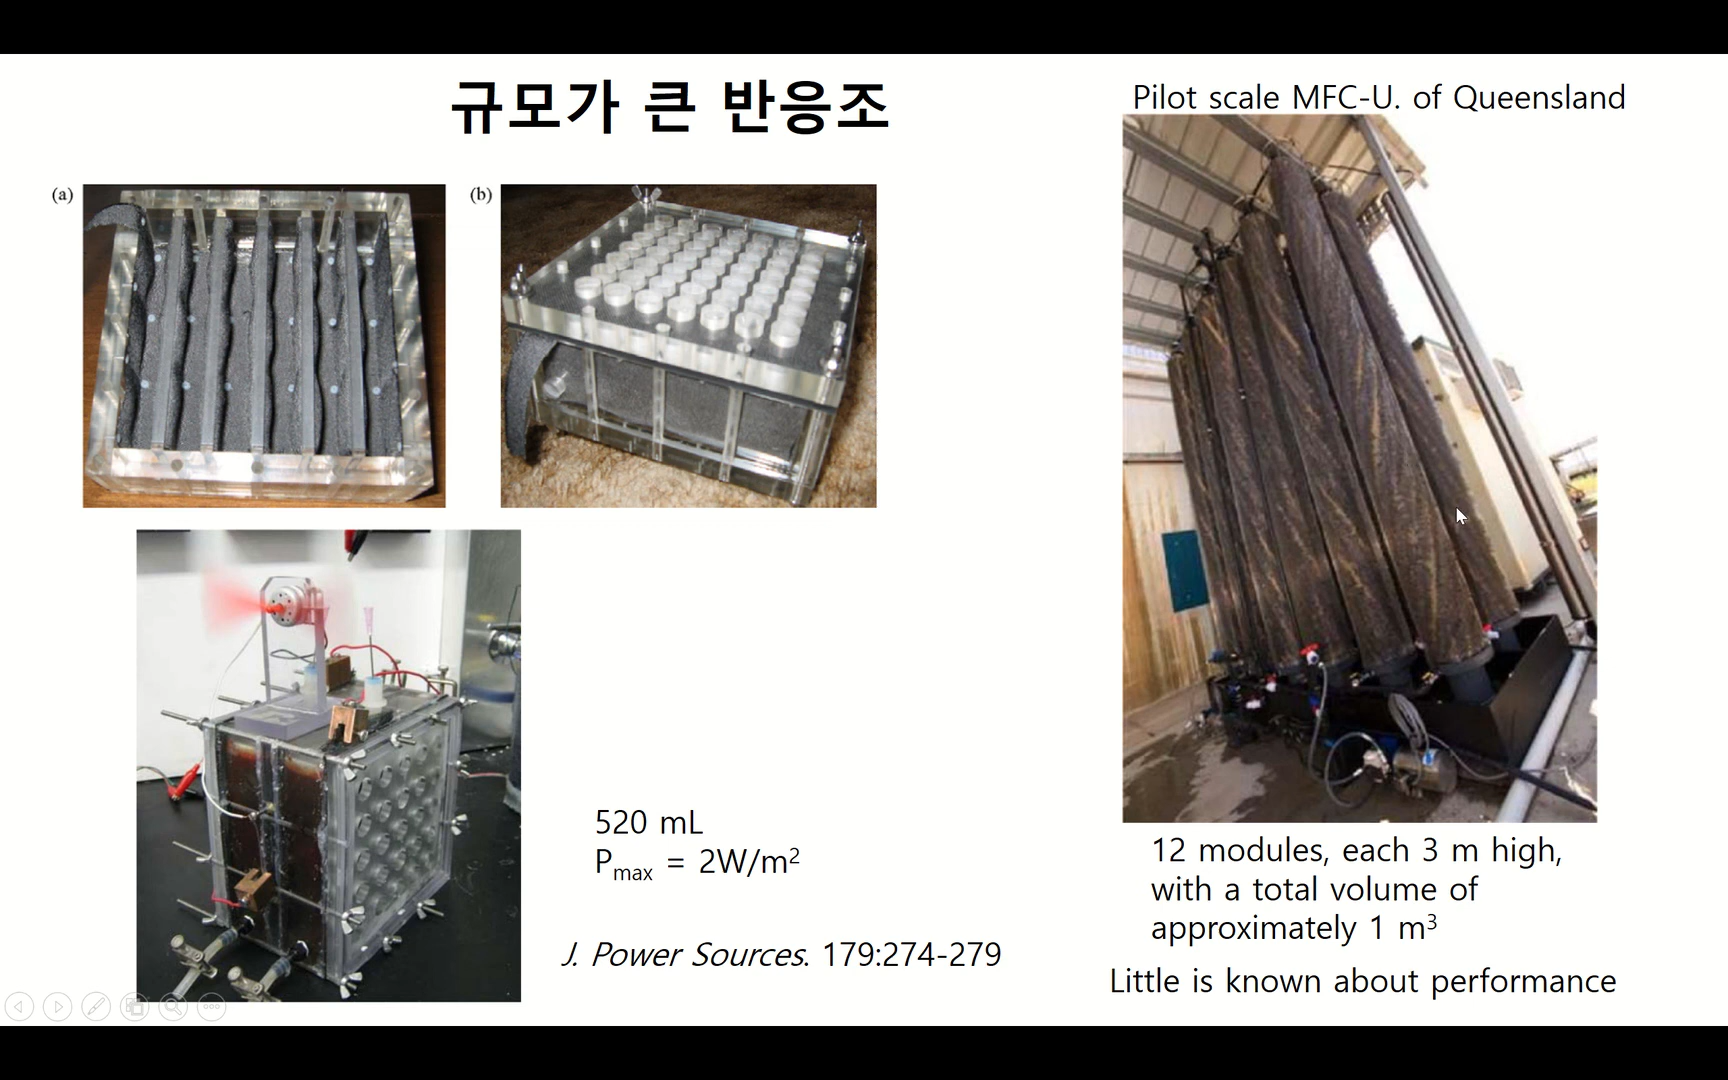 규모가 큰 반응조
Pilot scale MFC-U. of Queensland
(a)
(b)
520 mL
Pmax = 2W/m²
J. Power Sources. 179:274-279
12 modules, each 3 m high,
with a total volume of
approximately 1 m³
Little is known about performance